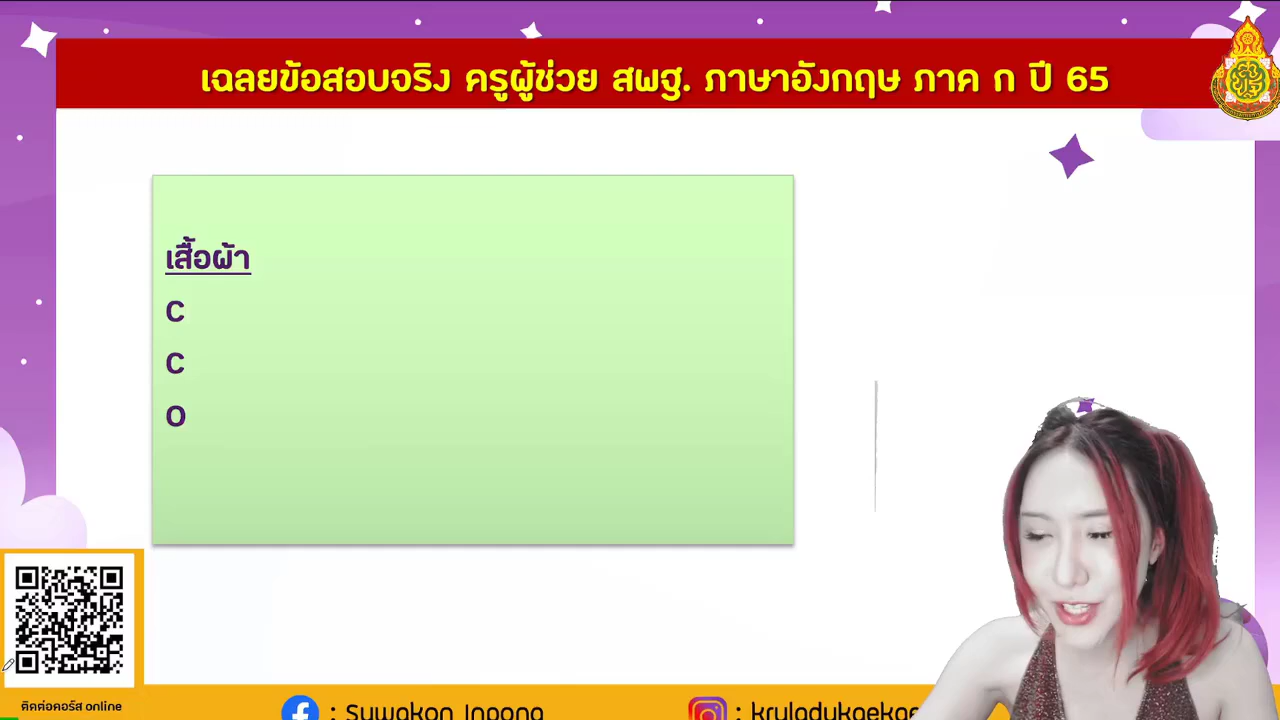 เฉลยข้อสอบจริง ครูผู้ช่วย สพฐ. ภาษาอังกฤษ ภาค ก ปี 65
เสื้อผ้า
C
C
O
ติดต่อคอร์ส online
: Suwakon Inpong
: kruladykaekae